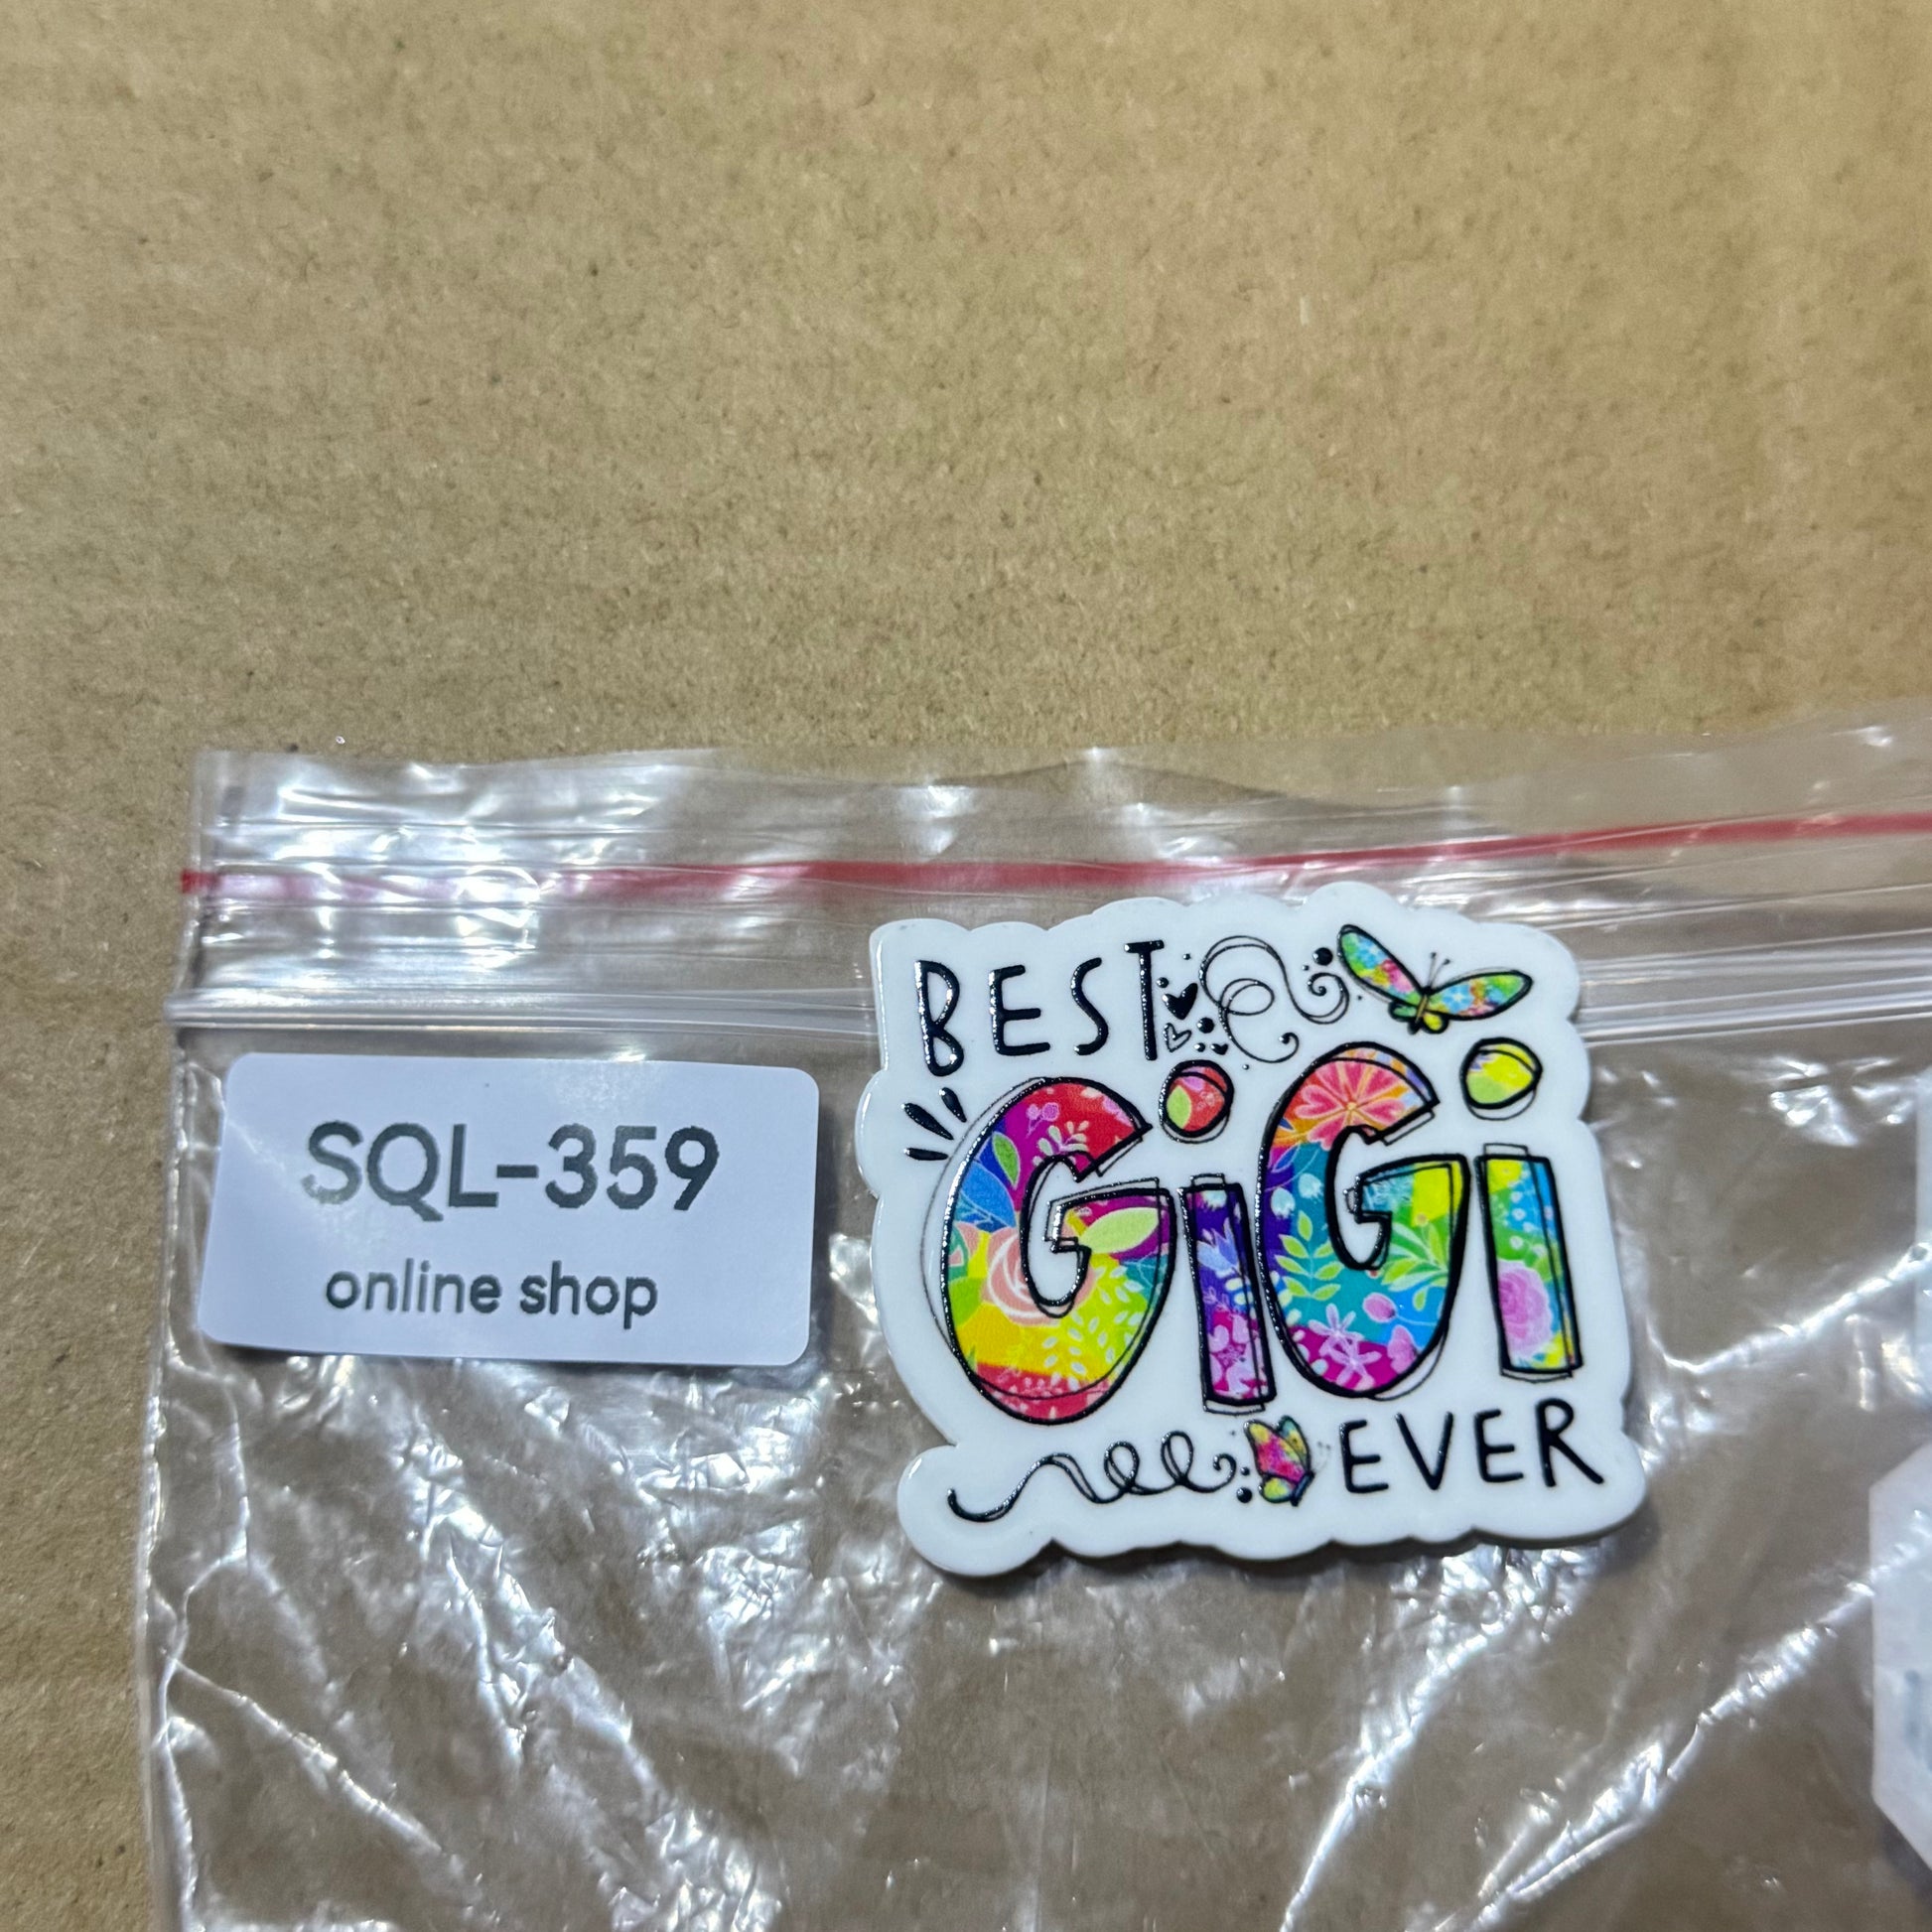 SQL-359
online shop
BEST
GiGi
EVER